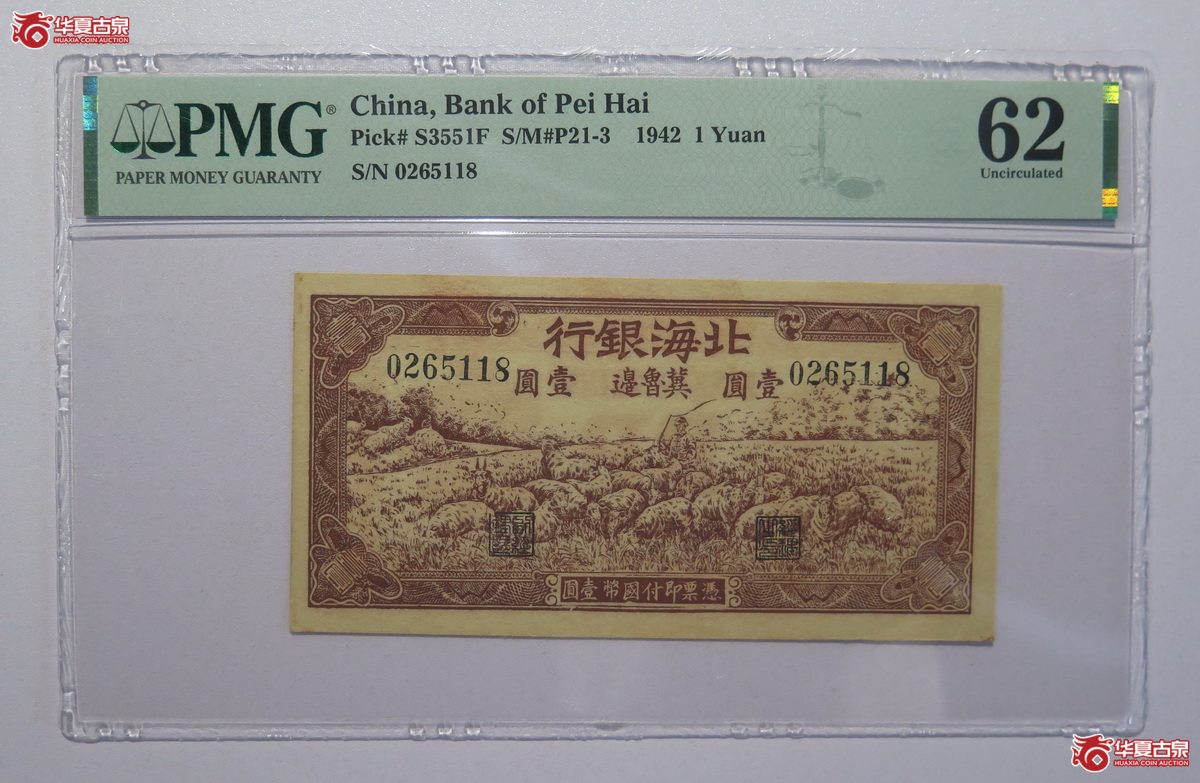 华夏古泉
HUAXIA COIN AUCTION
PMG®
PAPER MONEY GUARANTY
China, Bank of Pei Hai
Pick# S3551F S/M#P21-3 1942 1 Yuan
S/N 0265118
62
Uncirculated
行銀海北
0265118 圓壹 邊魯冀 圓壹 0265118
圓壹幣國付即票憑
华夏古泉
HUAXIA COIN AUCTION